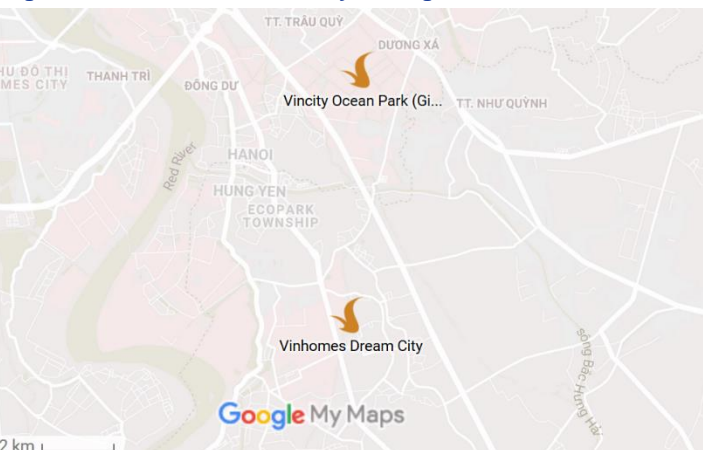 TT. TRÂU QUỲ
DƯƠNG XÁ
HU ĐÔ THỊ
MES CITY
THANH TRÌ
ĐÔNG DƯ
Vincity Ocean Park (Gi...
TT. NHƯ QUỲNH
Red River
HANOI
HUNG YEN
ECOPARK
TOWNSHIP
Vinhomes Dream City
sông Bắc Hưng Hải
Google My Maps
2 km